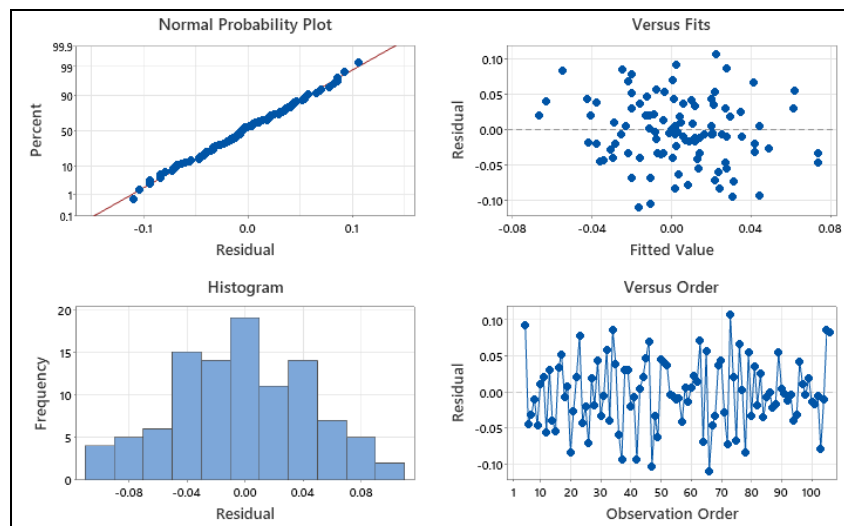 Normal Probability Plot
99.9
99
90
50
10
1
0.1
Percent
-0.1 0.0 0.1
Residual
Versus Fits
0.10
0.05
0.00
-0.05
-0.10
Residual
-0.08 -0.04 0.00 0.04 0.08
Fitted Value
Histogram
20
15
10
5
0
Frequency
-0.08 -0.04 0.00 0.04 0.08
Residual
Versus Order
0.10
0.05
0.00
-0.05
-0.10
Residual
1 10 20 30 40 50 60 70 80 90 100
Observation Order